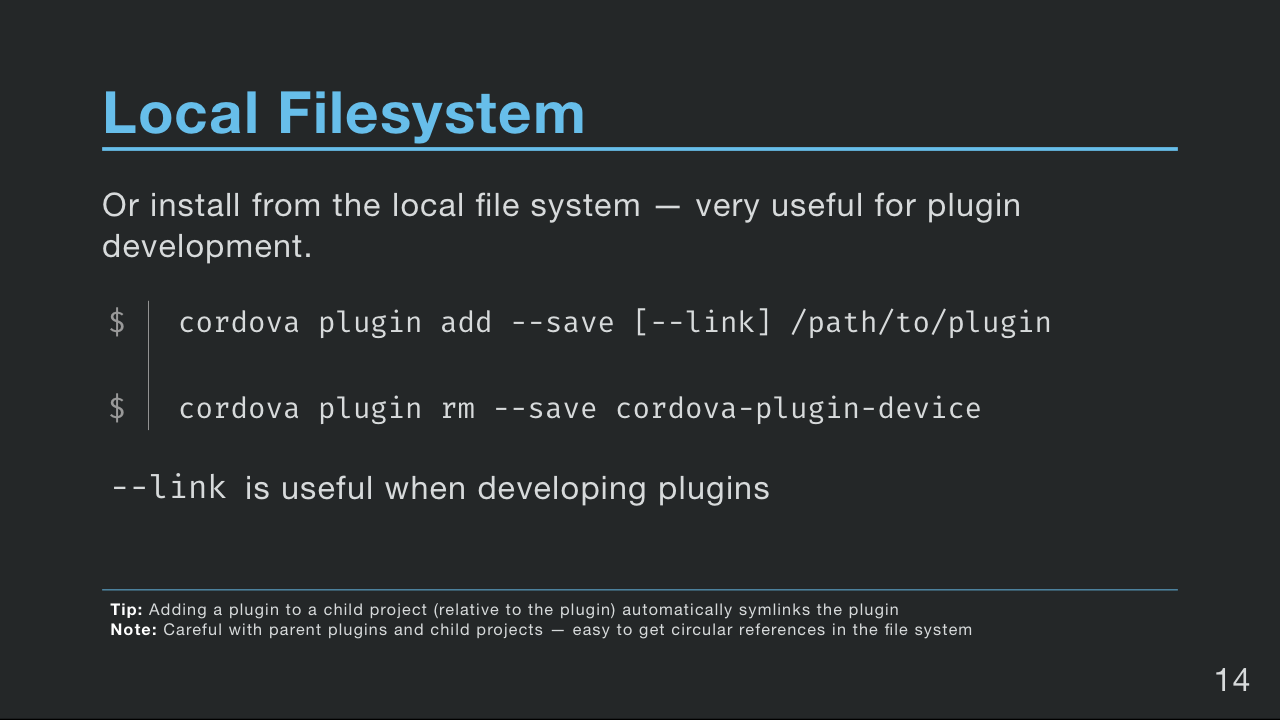 Local Filesystem
Or install from the local file system — very useful for plugin
development.
$ cordova plugin add --save [--link] /path/to/plugin
$ cordova plugin rm --save cordova-plugin-device
--link is useful when developing plugins
Tip: Adding a plugin to a child project (relative to the plugin) automatically symlinks the plugin
Note: Careful with parent plugins and child projects — easy to get circular references in the file system
14